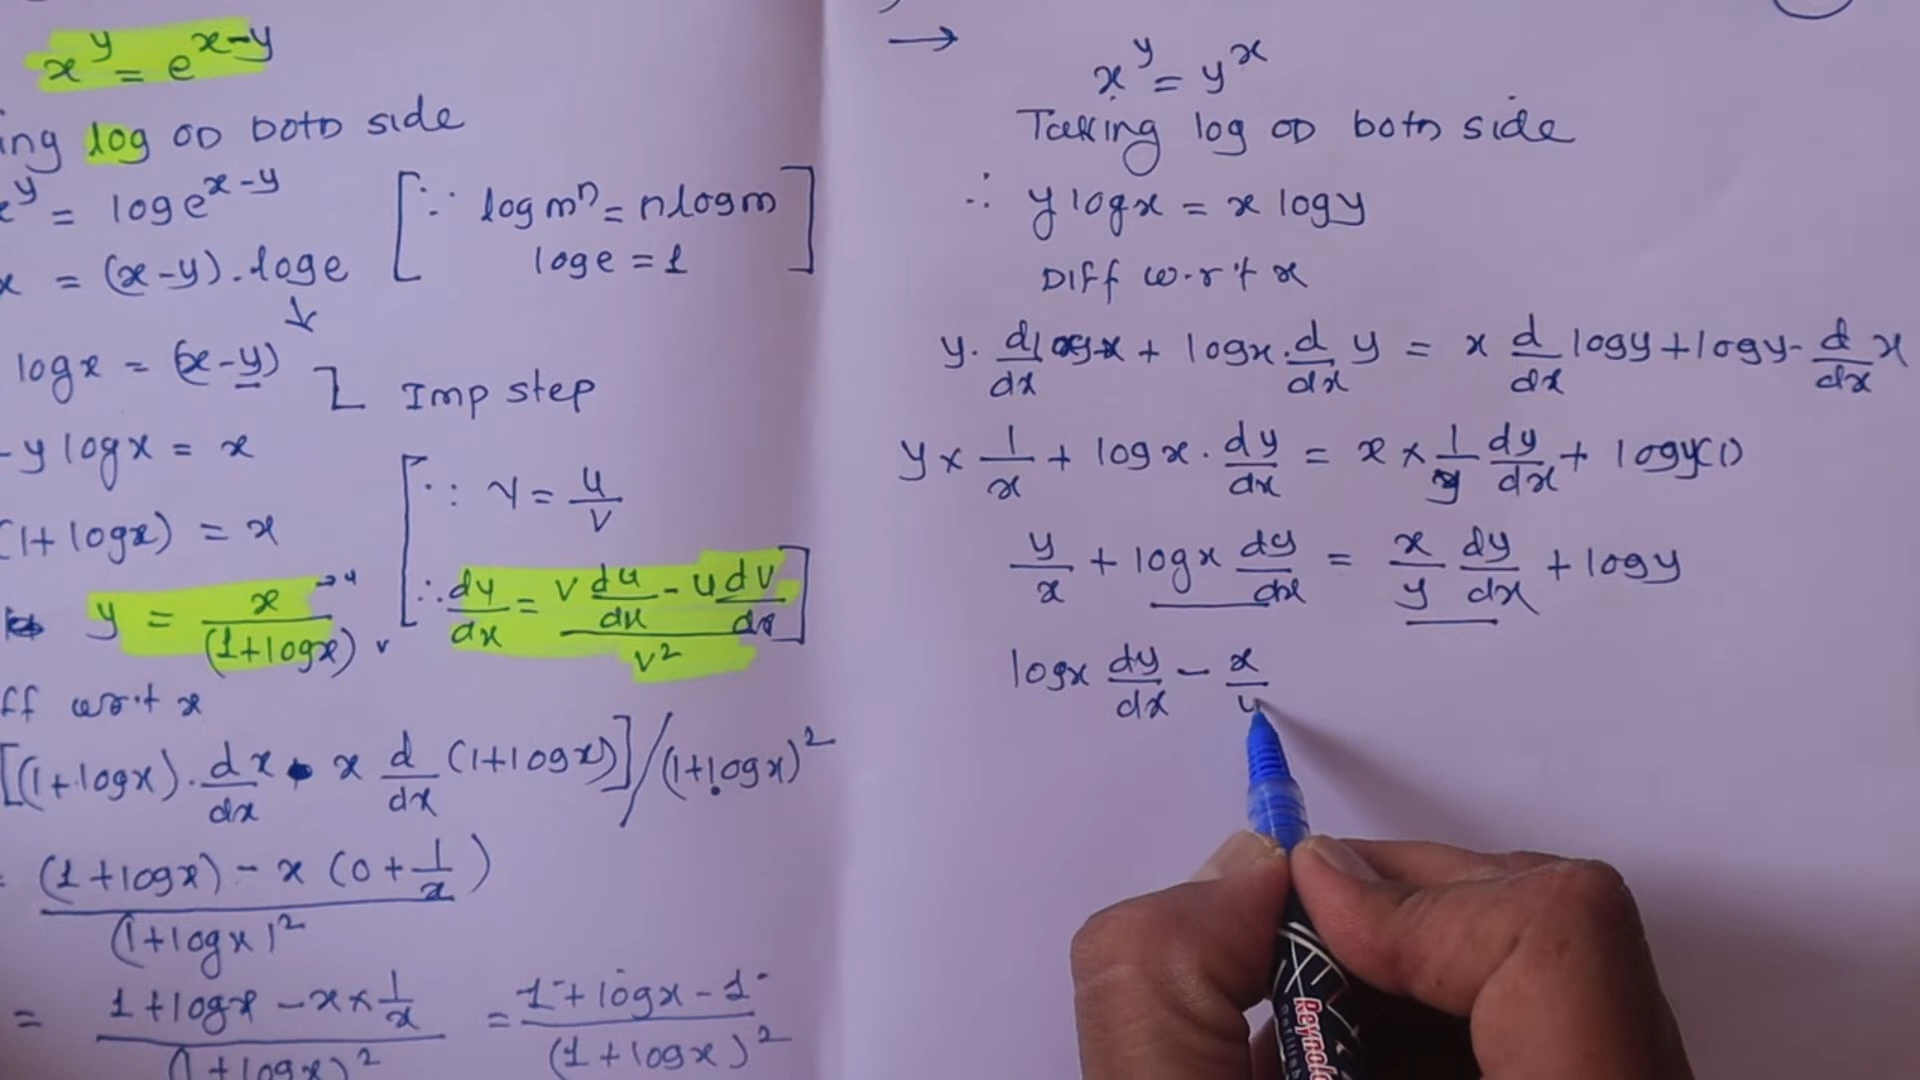 x^y = e^{x-y}
ing log on both side
x^y = log e^{x-y} [∵ log m^n = n log m
x = (x-y).log e log e = 1]
↓
log x = (x-y)
Imp step
- y log x = x
(1+log x) = x
[∵ y = u/v
y = x/(1+log x) → u v
∴ dy/dx = (v du/dx - u dv/dx)/v²]
ff w.r.t x
[(1+log x).dx/dx • x d/dx (1+log x)]/(1+log x)²
(1+log x) - x (0+1/x)/(1+log x)²
= (1+log x - x×1/x)/(1+log x)² = (1+log x-1)/(1+log x)²
→ x^y = y^x
Taking log on both side
∴ y log x = x log y
Diff w.r.t x
y. d/dx log x + log x. d/dx y = x d/dx log y + log y - d/dx x
y × 1/x + log x . dy/dx = x × 1/y dy/dx + log y(1)
y/x + log x dy/dx = x/y dy/dx + log y
log x dy/dx - x/y
Reynol